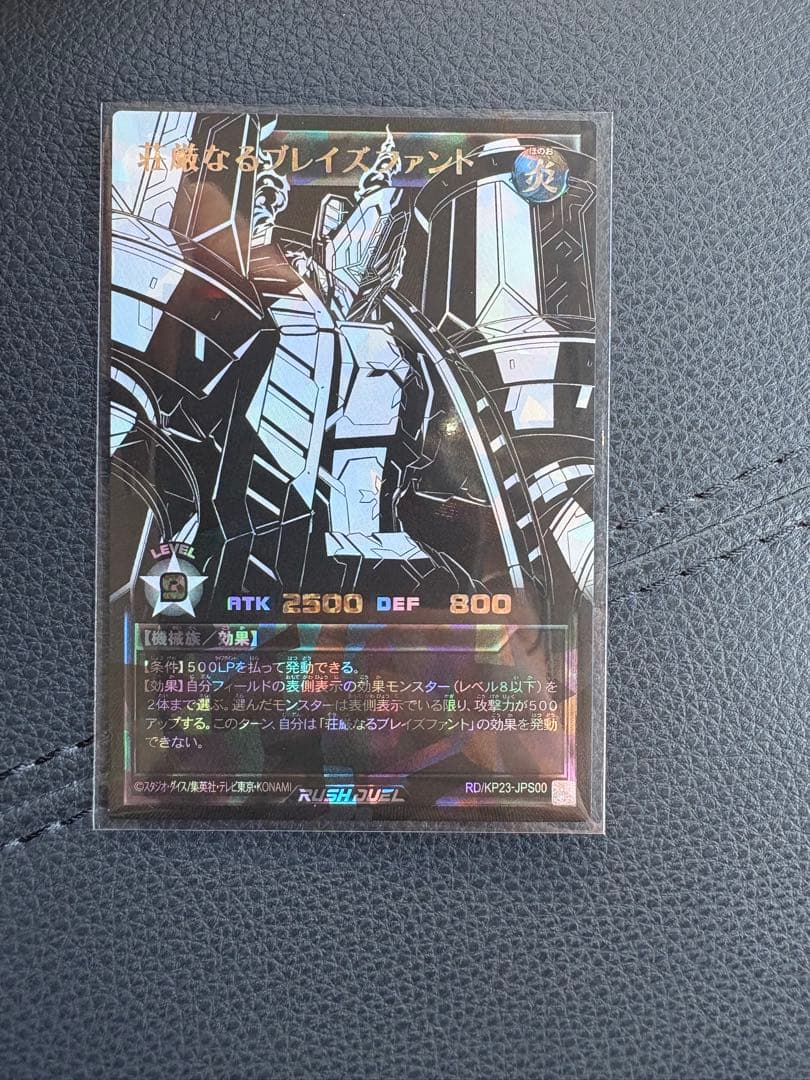 荘厳なるブレイズファント
ほのお
炎
LEVEL
9
ATK 2500 DEF 800
【機械族／効果】
【条件】500LPを払って発動できる。
【効果】自分フィールドの表側表示の効果モンスター（レベル8以下）を
2体まで選ぶ。選んだモンスターは表側表示でいる限り、攻撃力が500
アップする。このターン、自分は「荘厳なるブレイズファント」の効果を発動
できない。
©スタジオ・ダイス/集英社・テレビ東京・KONAMI RUSH DUEL RD/KP23-JPS00